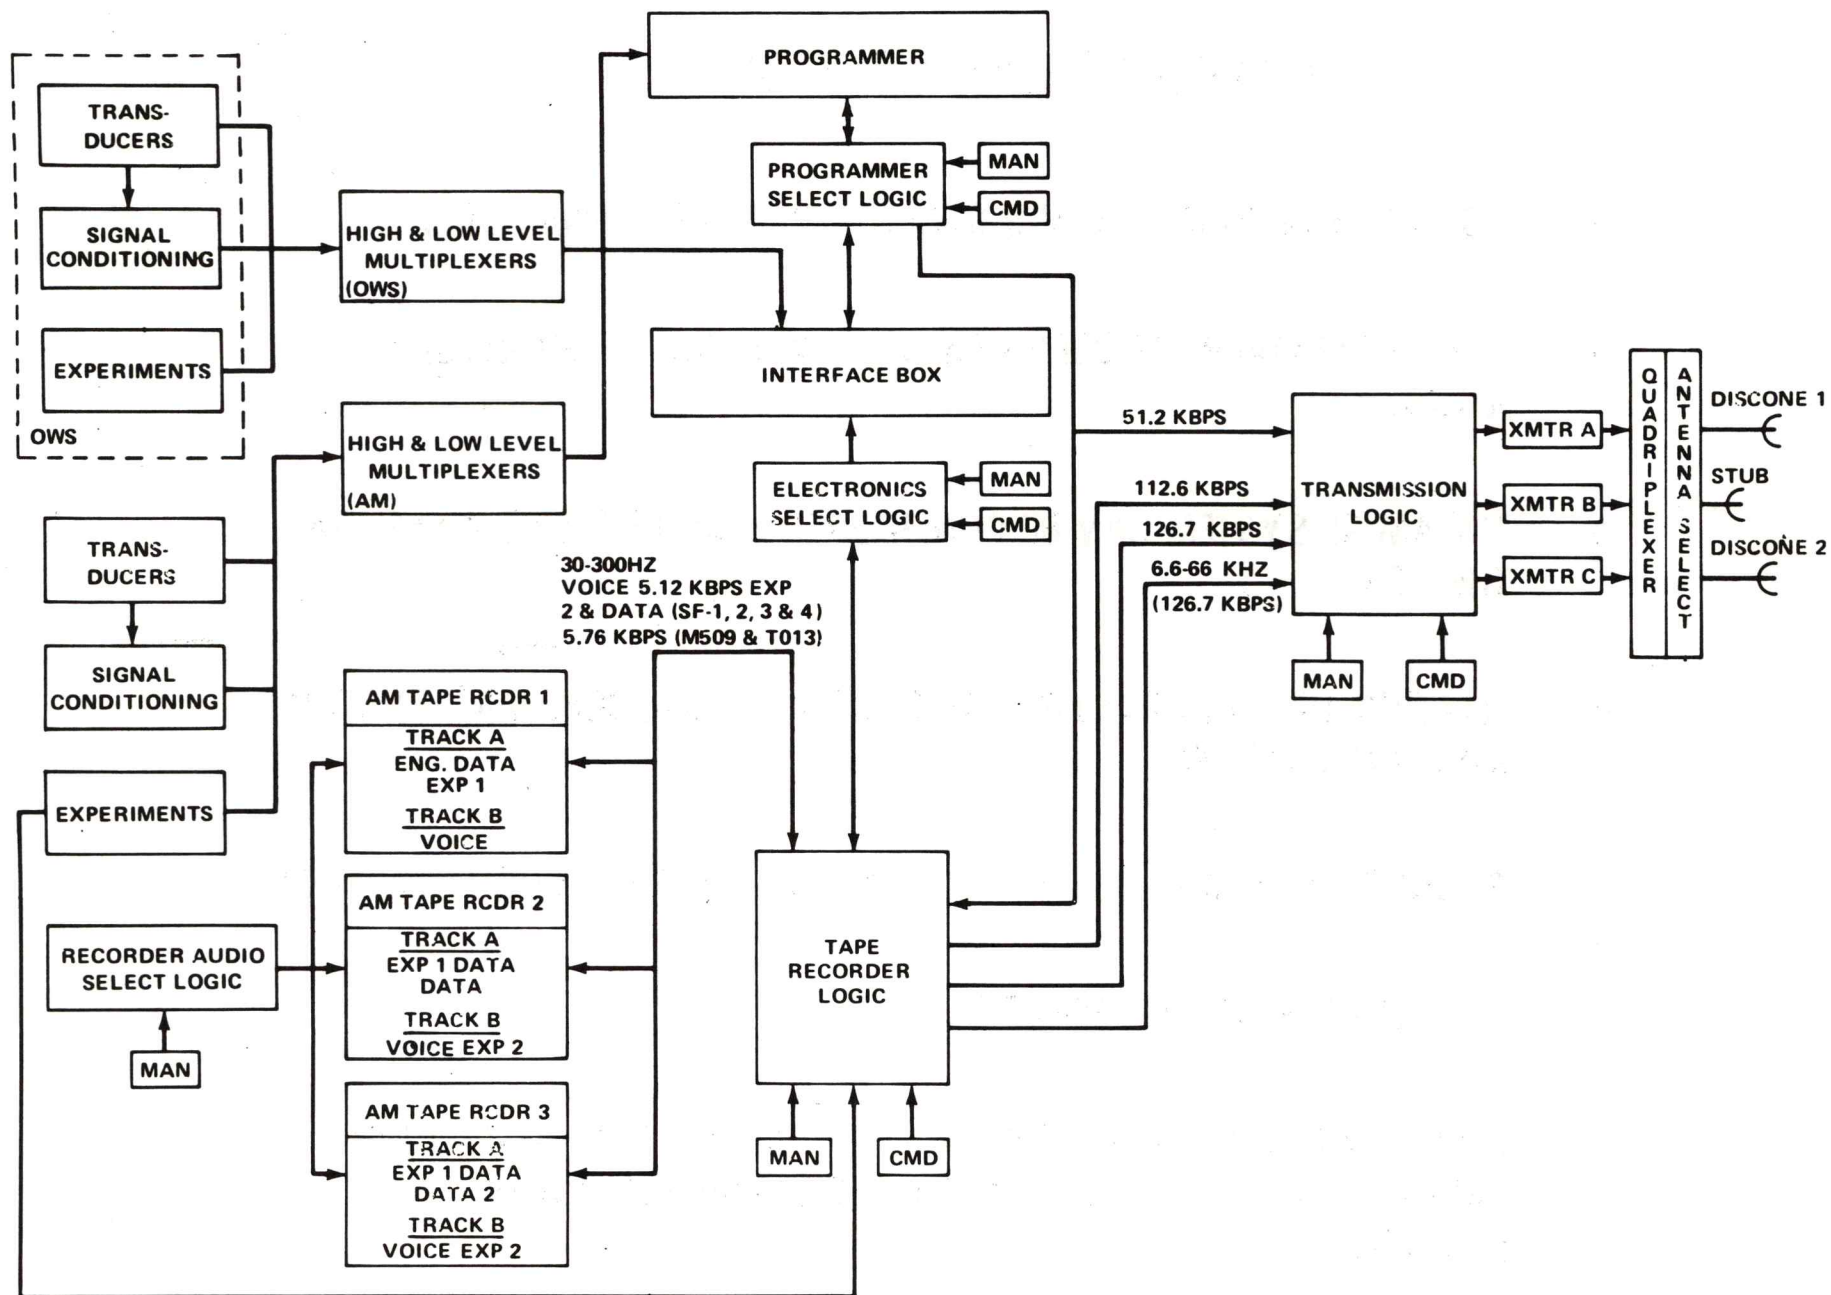 PROGRAMMER
TRANS-
DUCERS
SIGNAL
CONDITIONING
EXPERIMENTS
OWS
HIGH & LOW LEVEL
MULTIPLEXERS
(OWS)
PROGRAMMER
SELECT LOGIC
MAN
CMD
INTERFACE BOX
HIGH & LOW LEVEL
MULTIPLEXERS
(AM)
ELECTRONICS
SELECT LOGIC
MAN
CMD
TRANS-
DUCERS
SIGNAL
CONDITIONING
EXPERIMENTS
30-300HZ
VOICE 5.12 KBPS EXP
2 & DATA (SF-1, 2, 3 & 4)
5.76 KBPS (M509 & T013)
51.2 KBPS
112.6 KBPS
126.7 KBPS
6.6-66 KHZ
(126.7 KBPS)
TRANSMISSION
LOGIC
MAN
CMD
XMTR A
XMTR B
XMTR C
QUADRIPLEXER
ANTENNA SELECT
DISCONE 1
STUB
DISCONE 2
AM TAPE RCDR 1
TRACK A
ENG. DATA
EXP 1
TRACK B
VOICE
AM TAPE RCDR 2
TRACK A
EXP 1 DATA
DATA
TRACK B
VOICE EXP 2
AM TAPE RCDR 3
TRACK A
EXP 1 DATA
DATA 2
TRACK B
VOICE EXP 2
RECORDER AUDIO
SELECT LOGIC
MAN
TAPE
RECORDER
LOGIC
MAN
CMD